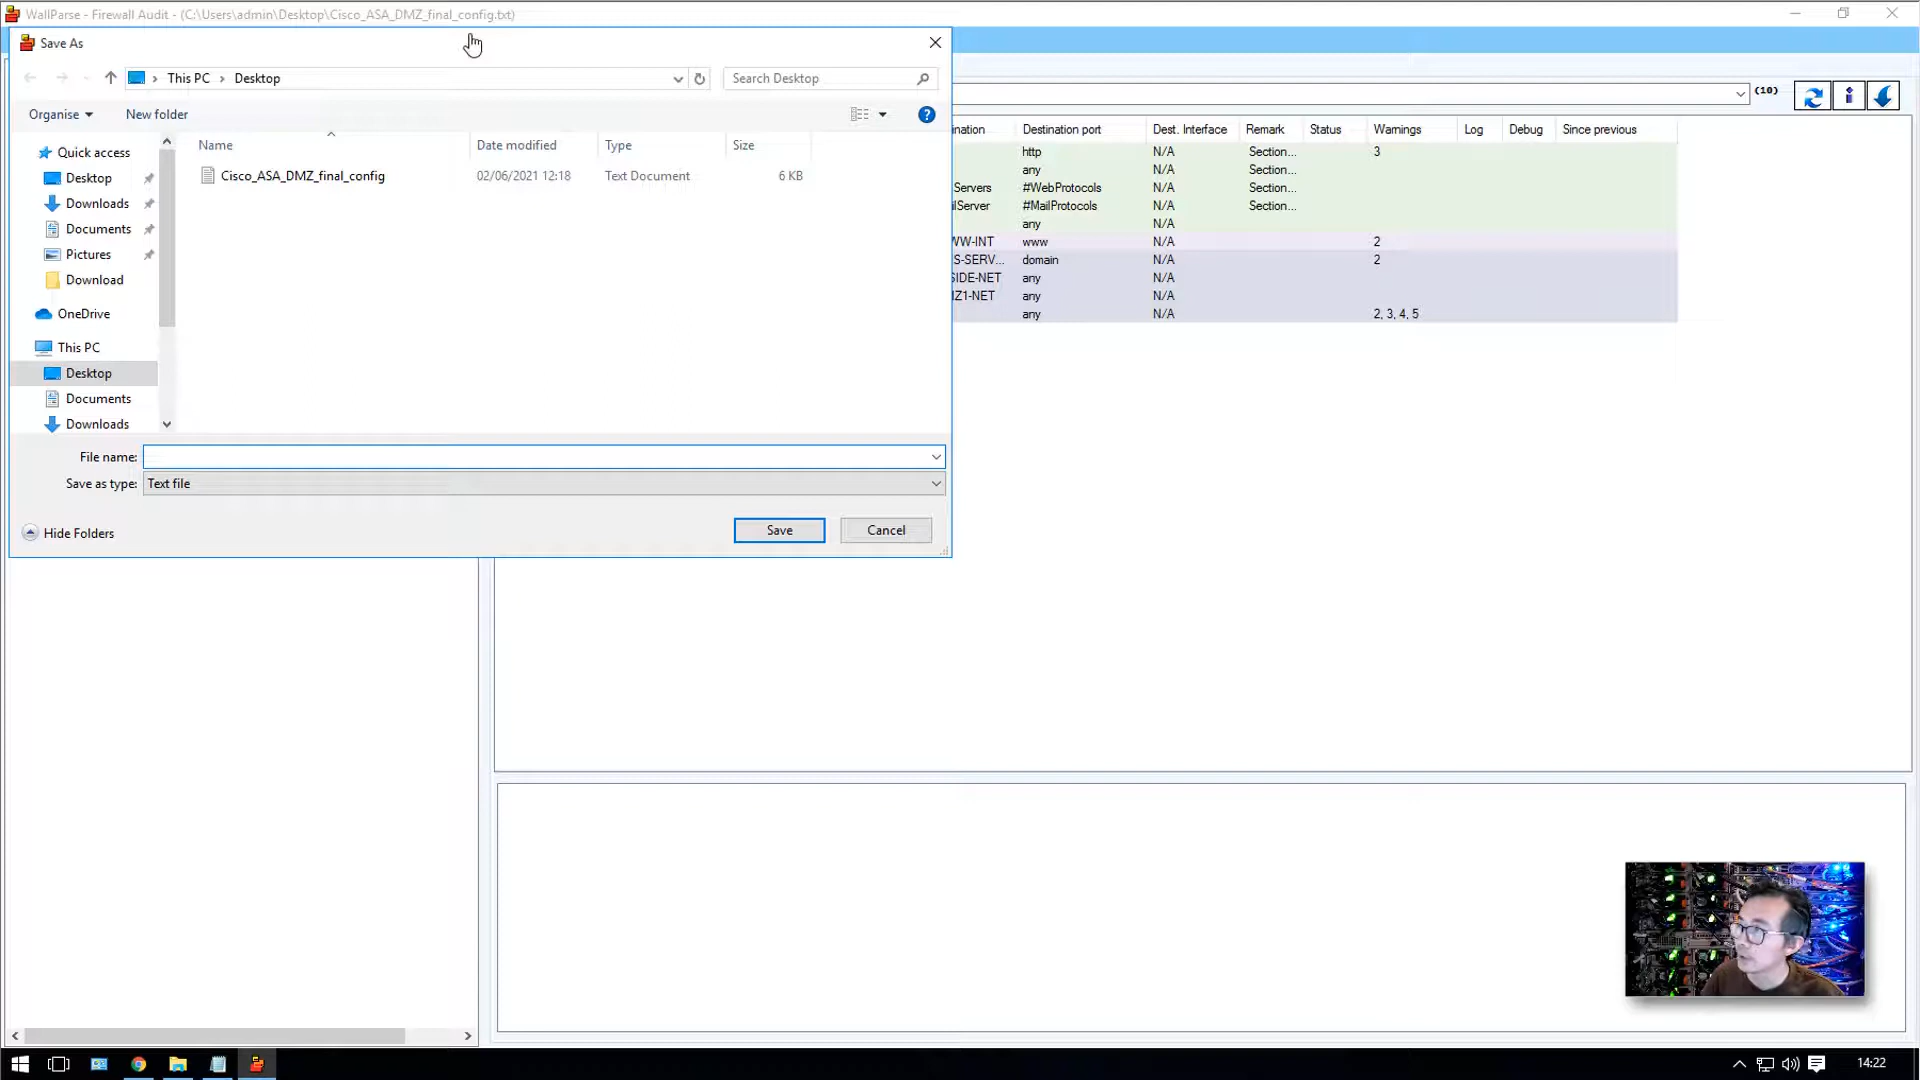 WallParse - Firewall Audit - (C:\Users\admin\Desktop\Cisco_ASA_DMZ_final_config.txt)
Save As
This PC
Desktop
Search Desktop
Organise
New folder
Name
Date modified
Type
Size
Cisco_ASA_DMZ_final_config
02/06/2021 12:18
Text Document
6 KB
Quick access
Desktop
Downloads
Documents
Pictures
Download
OneDrive
This PC
Desktop
Documents
Downloads
File name:
Save as type:
Text file
Hide Folders
Save
Cancel
(10)
ination
Destination port
Dest. Interface
Remark
Status
Warnings
Log
Debug
Since previous
http N/A Section... 3
any N/A Section...
Servers #WebProtocols N/A Section...
ilServer #MailProtocols N/A Section...
any N/A
WW-INT www N/A 2
S-SERV... domain N/A 2
SIDE-NET any N/A
IZ1-NET any N/A
any N/A 2, 3, 4, 5
14:22